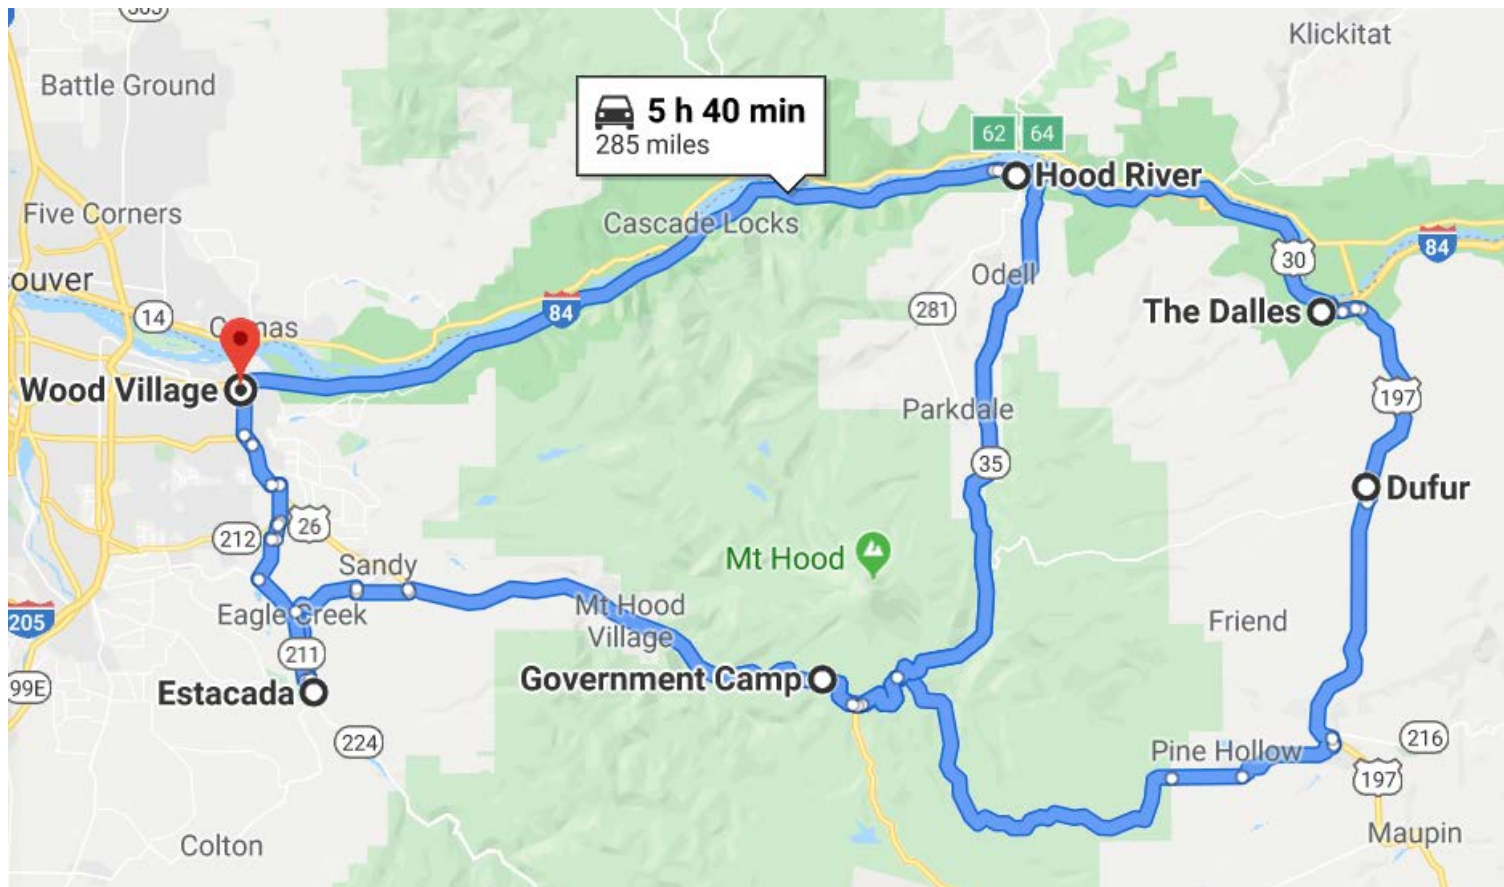 503
Klickitat
Battle Ground
5 h 40 min
285 miles
62
64
Hood River
Five Corners
Cascade Locks
84
30
ouver
Odell
84
14
281
The Dalles
Wood Village
197
Parkdale
35
Dufur
26
212
Mt Hood
Sandy
Mt Hood
Village
Eagle Creek
Friend
205
211
Government Camp
99E
Estacada
224
216
Pine Hollow
197
Colton
Maupin